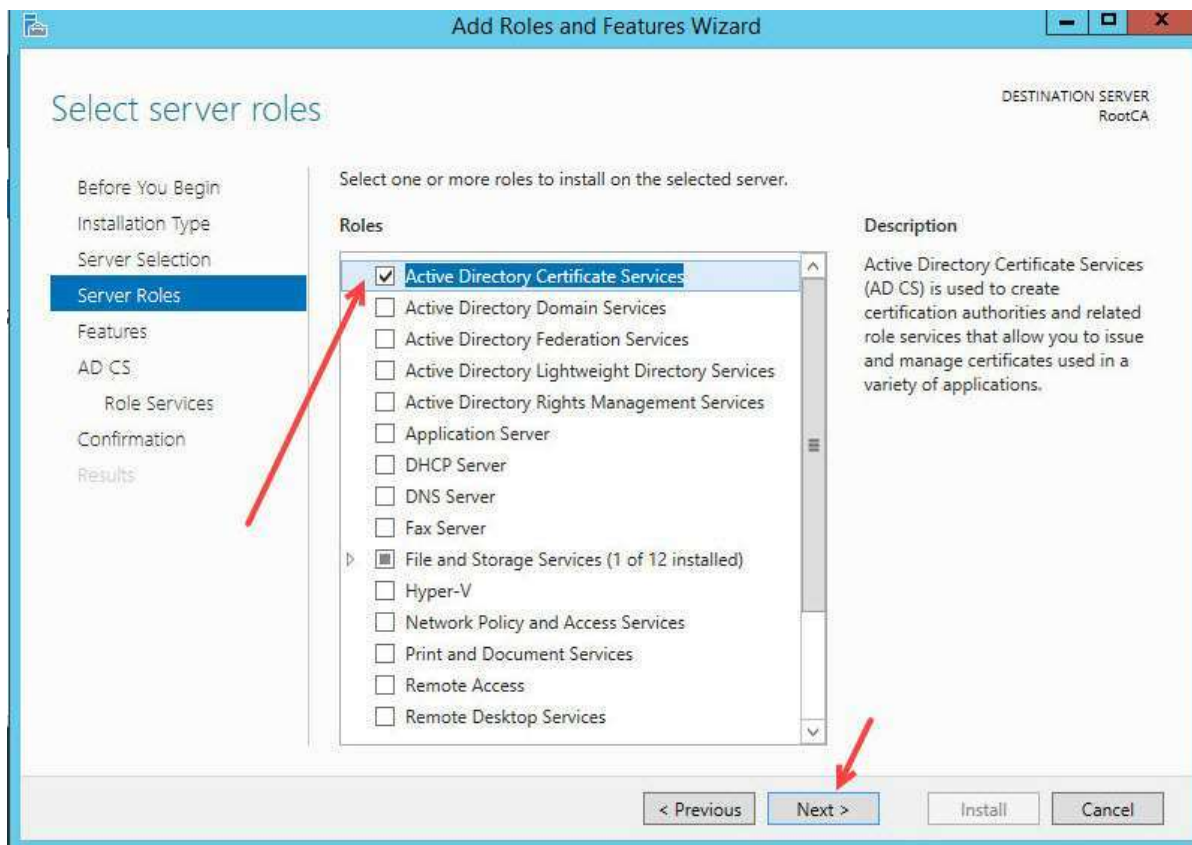 Add Roles and Features Wizard
Select server roles
DESTINATION SERVER
RootCA
Before You Begin
Installation Type
Server Selection
Server Roles
Features
AD CS
Role Services
Confirmation
Results
Select one or more roles to install on the selected server.
Roles
Active Directory Certificate Services
Active Directory Domain Services
Active Directory Federation Services
Active Directory Lightweight Directory Services
Active Directory Rights Management Services
Application Server
DHCP Server
DNS Server
Fax Server
File and Storage Services (1 of 12 installed)
Hyper-V
Network Policy and Access Services
Print and Document Services
Remote Access
Remote Desktop Services
Description
Active Directory Certificate Services
(AD CS) is used to create
certification authorities and related
role services that allow you to issue
and manage certificates used in a
variety of applications.
< Previous
Next >
Install
Cancel